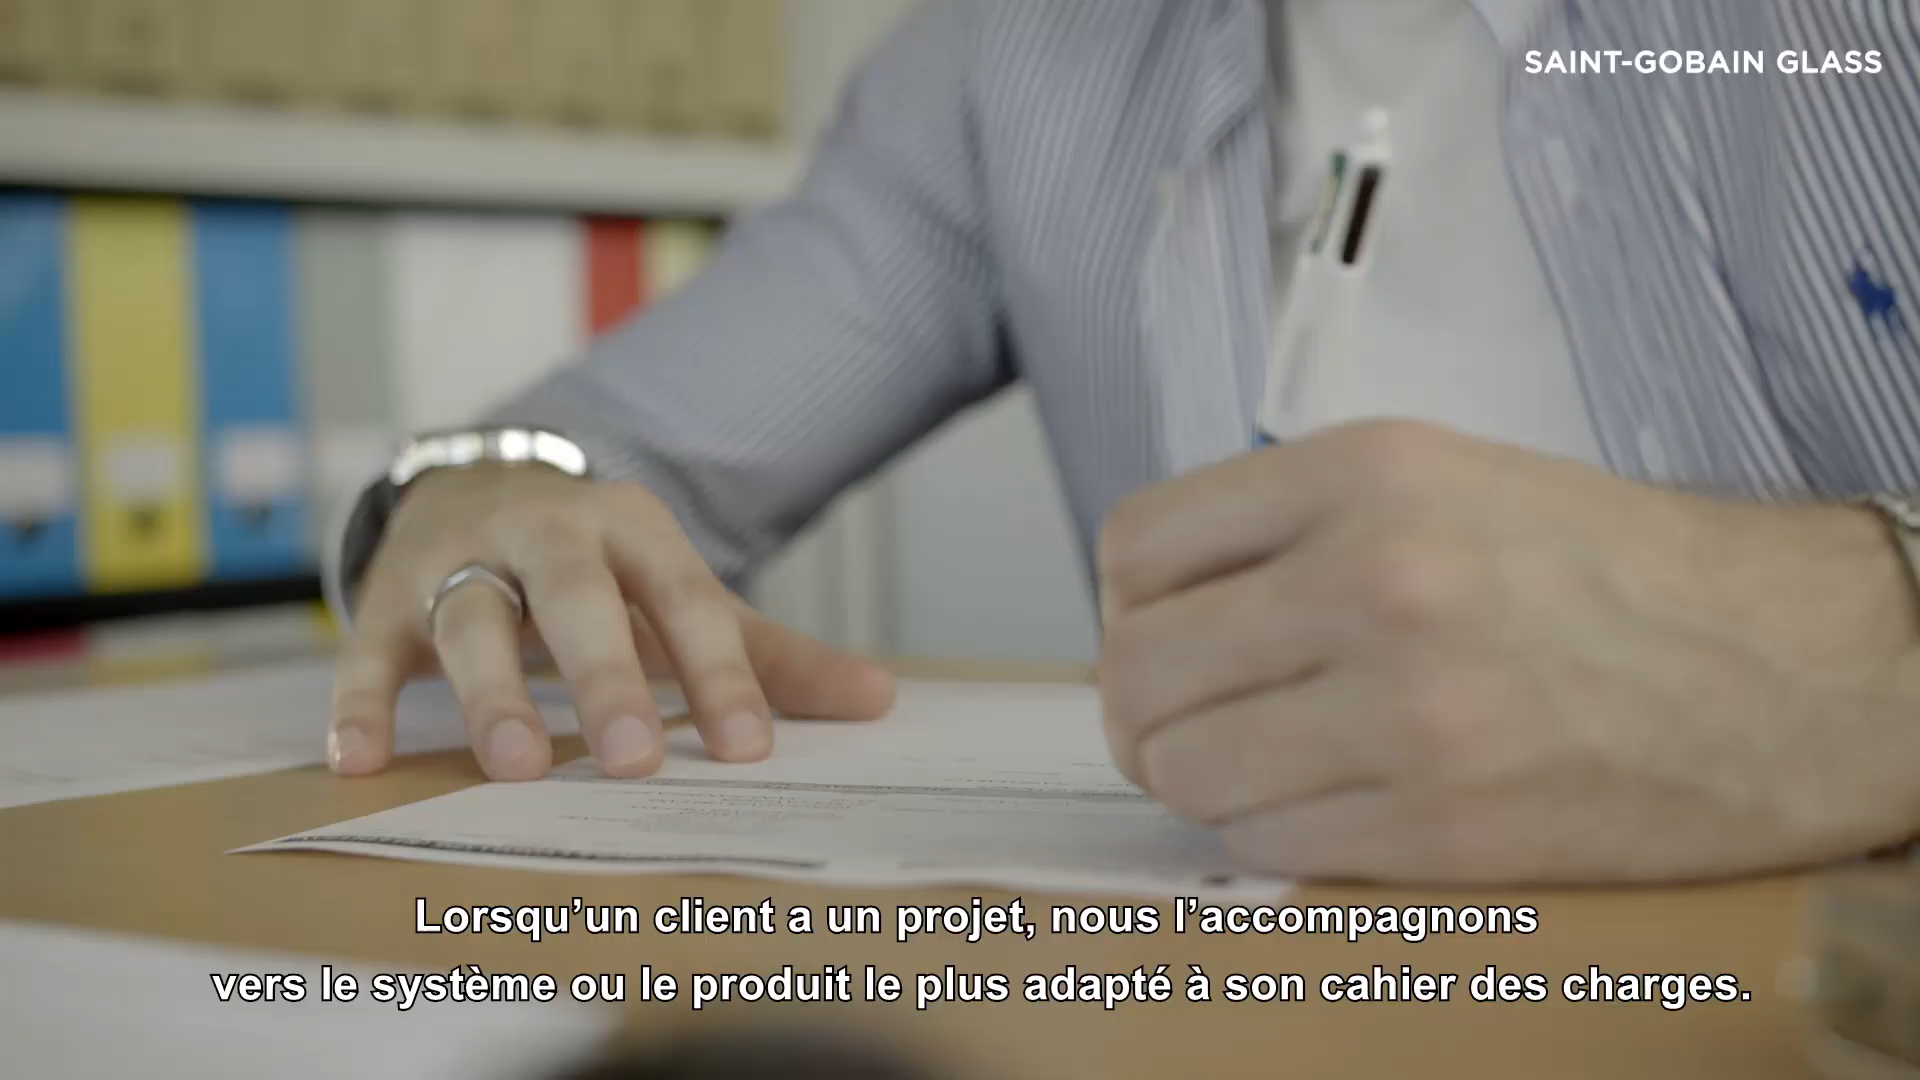 SAINT-GOBAIN GLASS
Lorsqu’un client a un projet, nous l’accompagnons
vers le système ou le produit le plus adapté à son cahier des charges.